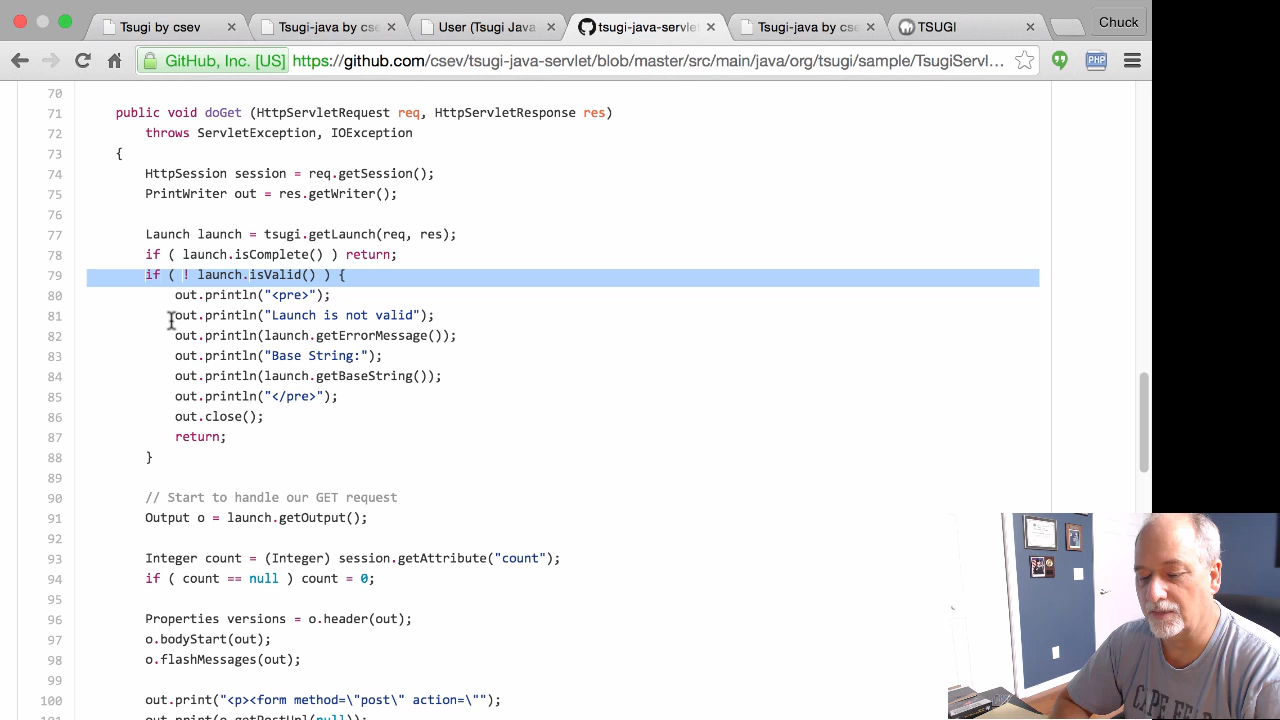 Tsugi by csev
Tsugi-java by cse
User (Tsugi Java
tsugi-java-servle
Tsugi-java by cse
TSUGI
Chuck
GitHub, Inc. [US] https://github.com/csev/tsugi-java-servlet/blob/master/src/main/java/org/tsugi/sample/TsugiServl...
PHP
70
71 public void doGet (HttpServletRequest req, HttpServletResponse res)
72 throws ServletException, IOException
73 {
74 HttpSession session = req.getSession();
75 PrintWriter out = res.getWriter();
76
77 Launch launch = tsugi.getLaunch(req, res);
78 if ( launch.isComplete() ) return;
79 if ( ! launch.isValid() ) {
80 out.println("<pre>");
81 out.println("Launch is not valid");
82 out.println(launch.getErrorMessage());
83 out.println("Base String:");
84 out.println(launch.getBaseString());
85 out.println("</pre>");
86 out.close();
87 return;
88 }
89
90 // Start to handle our GET request
91 Output o = launch.getOutput();
92
93 Integer count = (Integer) session.getAttribute("count");
94 if ( count == null ) count = 0;
95
96 Properties versions = o.header(out);
97 o.bodyStart(out);
98 o.flashMessages(out);
99
100 out.print("<p><form method=\"post\" action=\"");
101 out.print(o.getPostUrl(null));